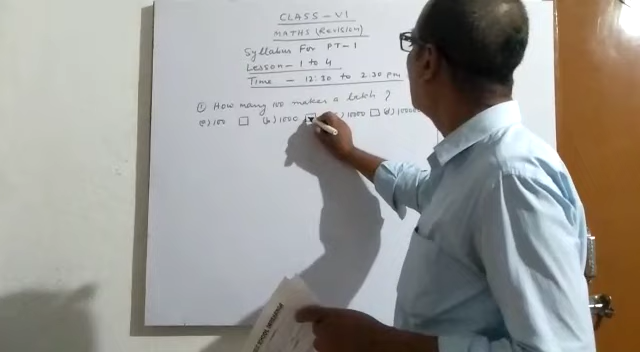 CLASS - VI
MATHS (Revision)
Syllabus For PT - 1
Lesson - 1 to 4
Time - 12:30 to 2:30 pm
① How many 100 makes a lakh ?
(a) 100 (b) 1000 10000 (d)